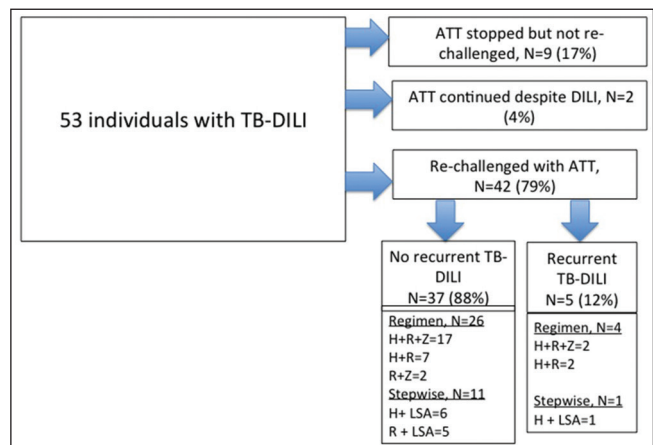 53 individuals with TB-DILI
ATT stopped but not re-
challenged, N=9 (17%)
ATT continued despite DILI, N=2
(4%)
Re-challenged with ATT,
N=42 (79%)
No recurrent TB-
DILI
N=37 (88%)
Regimen, N=26
H+R+Z=17
H+R=7
R+Z=2
Stepwise, N=11
H+ LSA=6
R + LSA=5
Recurrent
TB-DILI
N=5 (12%)
Regimen, N=4
H+R+Z=2
H+R=2
Stepwise, N=1
H + LSA=1